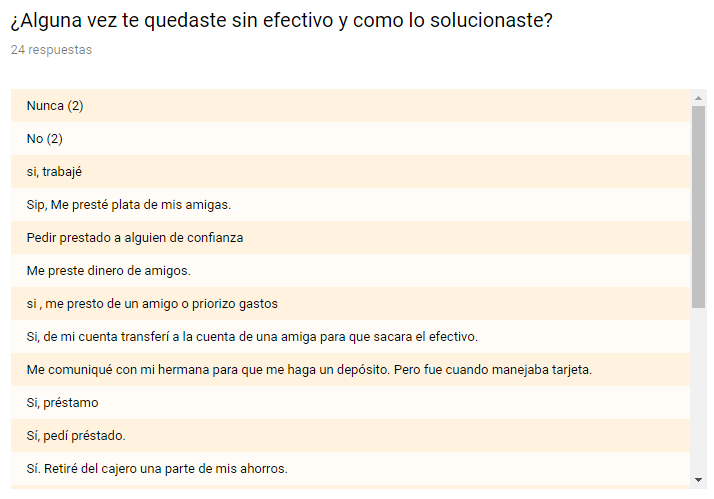 ¿Alguna vez te quedaste sin efectivo y como lo solucionaste?
24 respuestas
Nunca (2)
No (2)
si, trabajé
Sip, Me presté plata de mis amigas.
Pedir prestado a alguien de confianza
Me preste dinero de amigos.
si , me presto de un amigo o priorizo gastos
Si, de mi cuenta transferí a la cuenta de una amiga para que sacara el efectivo.
Me comuniqué con mi hermana para que me haga un depósito. Pero fue cuando manejaba tarjeta.
Si, préstamo
Sí, pedí préstado.
Sí. Retiré del cajero una parte de mis ahorros.